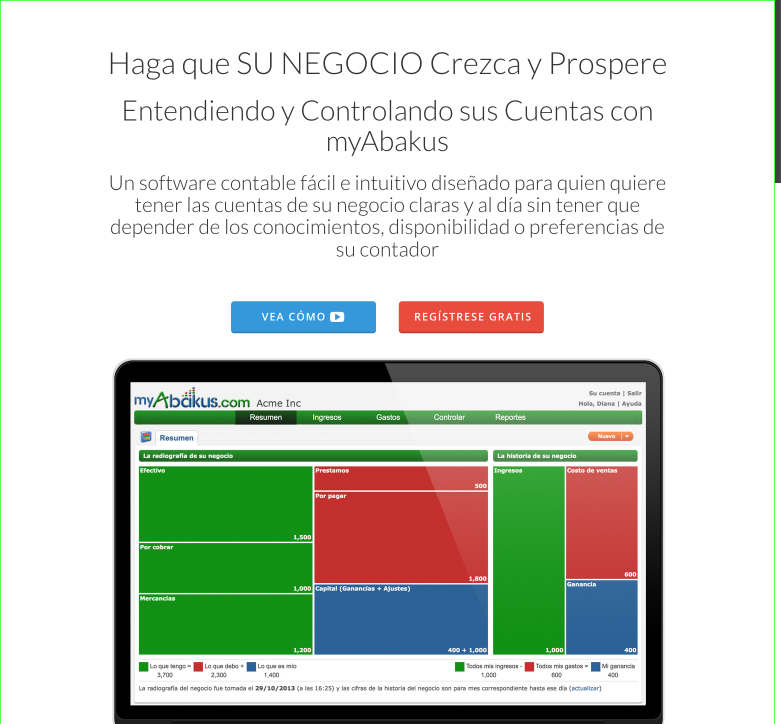 Haga que SU NEGOCIO Crezca y Prospere
Entendiendo y Controlando sus Cuentas con
myAbakus
Un software contable fácil e intuitivo diseñado para quien quiere
tener las cuentas de su negocio claras y al día sin tener que
depender de los conocimientos, disponibilidad o preferencias de
su contador
VEA CÓMO
REGÍSTRESE GRATIS
myAbakus.com Acme Inc
Su cuenta | Salir
Hola, Diana | Ayuda
Resumen Ingresos Gastos Controlar Reportes
Resumen
Nuevo
La radiografía de su negocio
La historia de su negocio
Efectivo
1,500
Por cobrar
1,000
Mercancías
1,200
Prestamos
500
Por pagar
1,800
Capital (Ganancias + Ajustes)
400 + 1,000
Ingresos
1,000
Costo de ventas
600
Ganancia
400
Lo que tengo = Lo que debo + Lo que es mío
3,700 2,300 1,400
Todos mis ingresos - Todos mis gastos = Mi ganancia
1,000 600 400
La radiografía del negocio fue tomada el 29/10/2013 (a las 16:25) y las cifras de la historia del negocio son para mes correspondiente hasta ese día (actualizar)